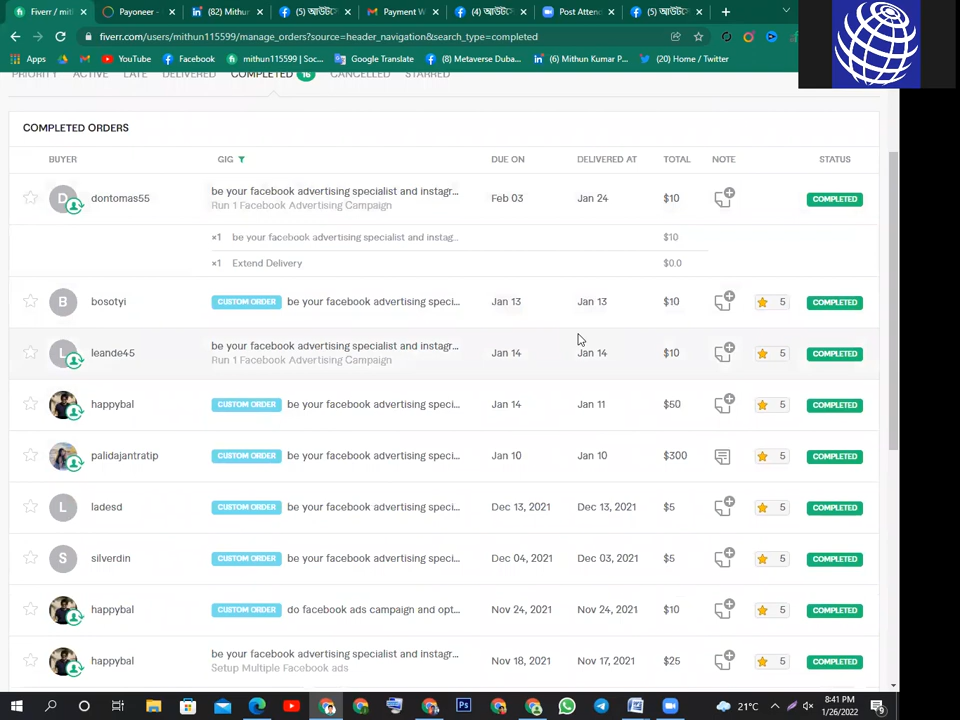 Fiverr / mith
Payoneer -
(82) Mithun
(5) আউট
Payment W
(4) আউটে
Post Atten
(5) আউটে
fiverr.com/users/mithun115599/manage_orders?source=header_navigation&search_type=completed
Apps
YouTube
Facebook
mithun115599 | Soc...
Google Translate
(8) Metaverse Duba...
(6) Mithun Kumar P...
(20) Home / Twitter
PRIORITY ACTIVE LATE DELIVERED COMPLETED 16 CANCELLED STARRED
COMPLETED ORDERS
BUYER GIG DUE ON DELIVERED AT TOTAL NOTE STATUS
D dontomas55 be your facebook advertising specialist and instagr... Feb 03 Jan 24 $10 COMPLETED
Run 1 Facebook Advertising Campaign
×1 be your facebook advertising specialist and instag... $10
×1 Extend Delivery $0.0
B bosotyi CUSTOM ORDER be your facebook advertising speci... Jan 13 Jan 13 $10 5 COMPLETED
L leande45 be your facebook advertising specialist and instagr... Jan 14 Jan 14 $10 5 COMPLETED
Run 1 Facebook Advertising Campaign
happybal CUSTOM ORDER be your facebook advertising speci... Jan 14 Jan 11 $50 5 COMPLETED
palidajantratip CUSTOM ORDER be your facebook advertising speci... Jan 10 Jan 10 $300 5 COMPLETED
L ladesd CUSTOM ORDER be your facebook advertising speci... Dec 13, 2021 Dec 13, 2021 $5 5 COMPLETED
S silverdin CUSTOM ORDER be your facebook advertising speci... Dec 04, 2021 Dec 03, 2021 $5 5 COMPLETED
happybal CUSTOM ORDER do facebook ads campaign and opt... Nov 24, 2021 Nov 24, 2021 $10 5 COMPLETED
happybal be your facebook advertising specialist and instagr... Nov 18, 2021 Nov 17, 2021 $25 5 COMPLETED
Setup Multiple Facebook ads
21°C
8:41 PM
1/26/2022